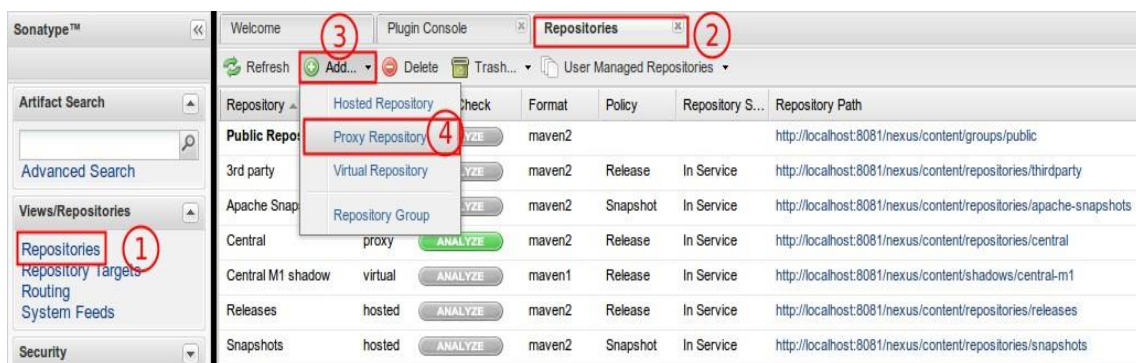 Sonatype™ «
Welcome Plugin Console Repositories
3 2
Refresh Add... Delete Trash... User Managed Repositories
Artifact Search
Advanced Search
Views/Repositories
Repositories 1
Repository Targets
Routing
System Feeds
Security
Hosted Repository
Proxy Repository 4
Virtual Repository
Repository Group
Repository Format Policy Repository S... Repository Path
Public maven2 http://localhost:8081/nexus/content/groups/public
3rd party maven2 Release In Service http://localhost:8081/nexus/content/repositories/thirdparty
Apache maven2 Snapshot In Service http://localhost:8081/nexus/content/repositories/apache-snapshots
Central proxy ANALYZE maven2 Release In Service http://localhost:8081/nexus/content/repositories/central
Central M1 shadow virtual ANALYZE maven1 Release In Service http://localhost:8081/nexus/content/shadows/central-m1
Releases hosted ANALYZE maven2 Release In Service http://localhost:8081/nexus/content/repositories/releases
Snapshots hosted ANALYZE maven2 Snapshot In Service http://localhost:8081/nexus/content/repositories/snapshots